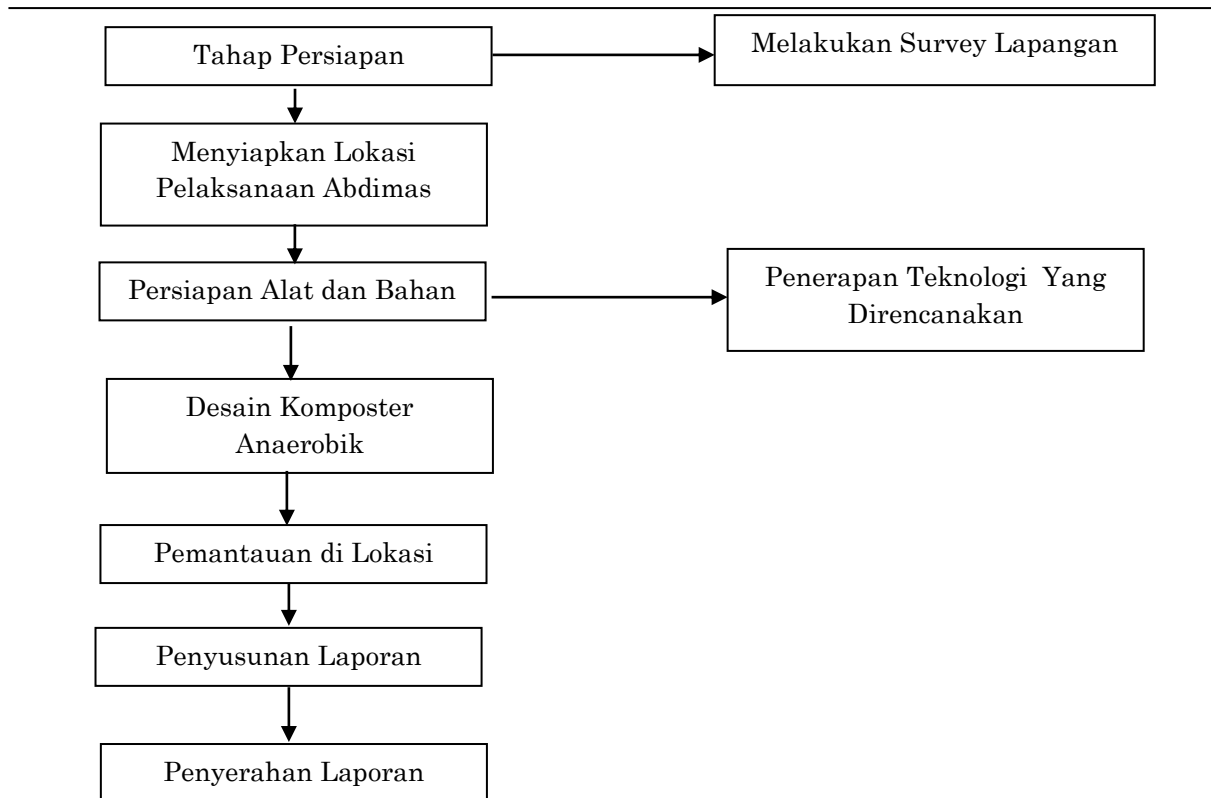 Tahap Persiapan
Melakukan Survey Lapangan
Menyiapkan Lokasi
Pelaksanaan Abdimas
Persiapan Alat dan Bahan
Penerapan Teknologi Yang
Direncanakan
Desain Komposter
Anaerobik
Pemantauan di Lokasi
Penyusunan Laporan
Penyerahan Laporan